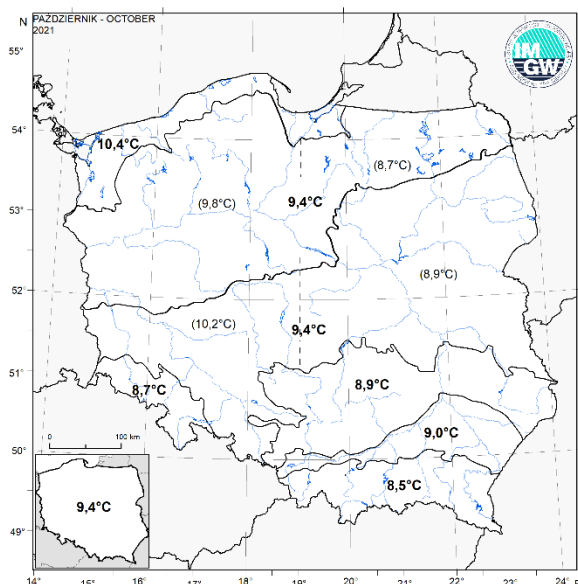 N
PAŹDZIERNIK - OCTOBER
2021
IM
GW
55°
54°
53°
52°
51°
50°
49°
10,4°C
(8,7°C)
(9,8°C)
9,4°C
(8,9°C)
(10,2°C)
9,4°C
8,7°C
8,9°C
9,0°C
8,5°C
0 100 km
9,4°C
14° 15° 16° 17° 18° 19° 20° 21° 22° 23° 24°